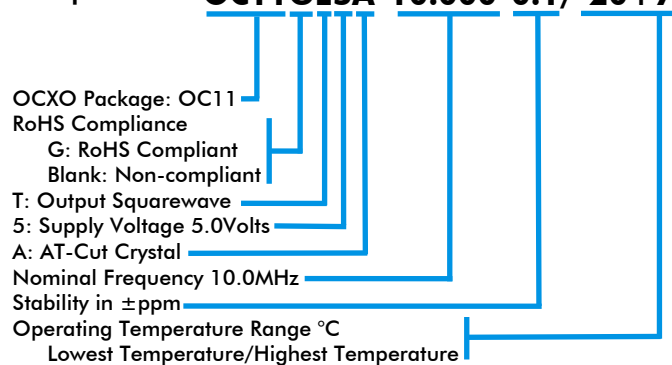 OCXO Package: OC11
RoHS Compliance
G: RoHS Compliant
Blank: Non-compliant
T: Output Squarewave
5: Supply Voltage 5.0Volts
A: AT-Cut Crystal
Nominal Frequency 10.0MHz
Stability in ±ppm
Operating Temperature Range °C
Lowest Temperature/Highest Temperature